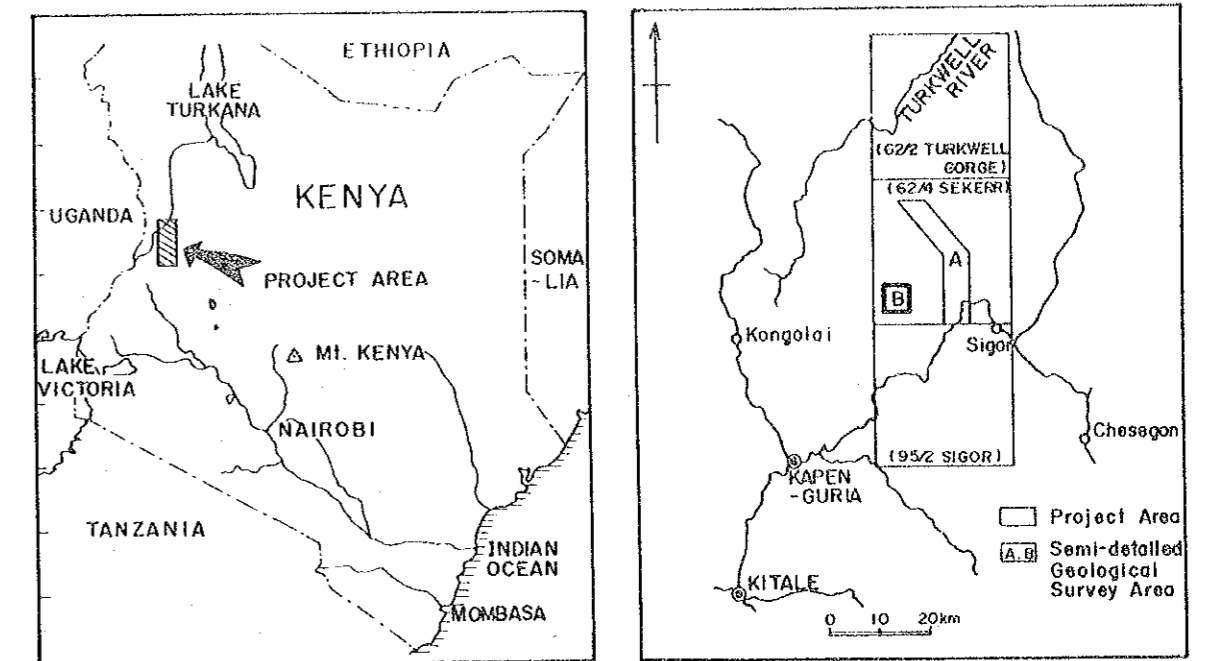 ETHIOPIA
LAKE
TURKANA
KENYA
UGANDA
SOMA
-LIA
PROJECT AREA
MT. KENYA
LAKE
VICTORIA
NAIROBI
TANZANIA
INDIAN
OCEAN
MOMBASA
TURKWELL
RIVER
(62/2 TURKWELL
GORGE)
(62/4 SEKERR)
A
B
Kongolai
Sigor
Chesegon
(95/2 SIGOR)
KAPEN
-GURIA
Project Area
A.B Semi-detailed
Geological
Survey Area
KITALE
0 10 20km